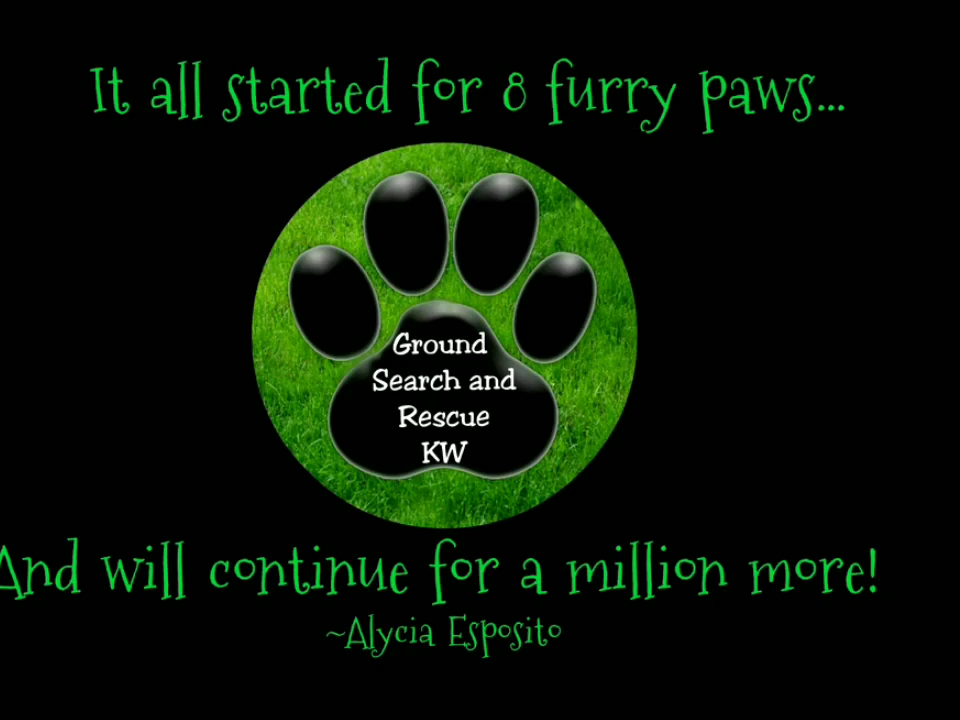 It all started for 8 furry paws...
Ground
Search and
Rescue
KW
And will continue for a million more!
~Alycia Esposito